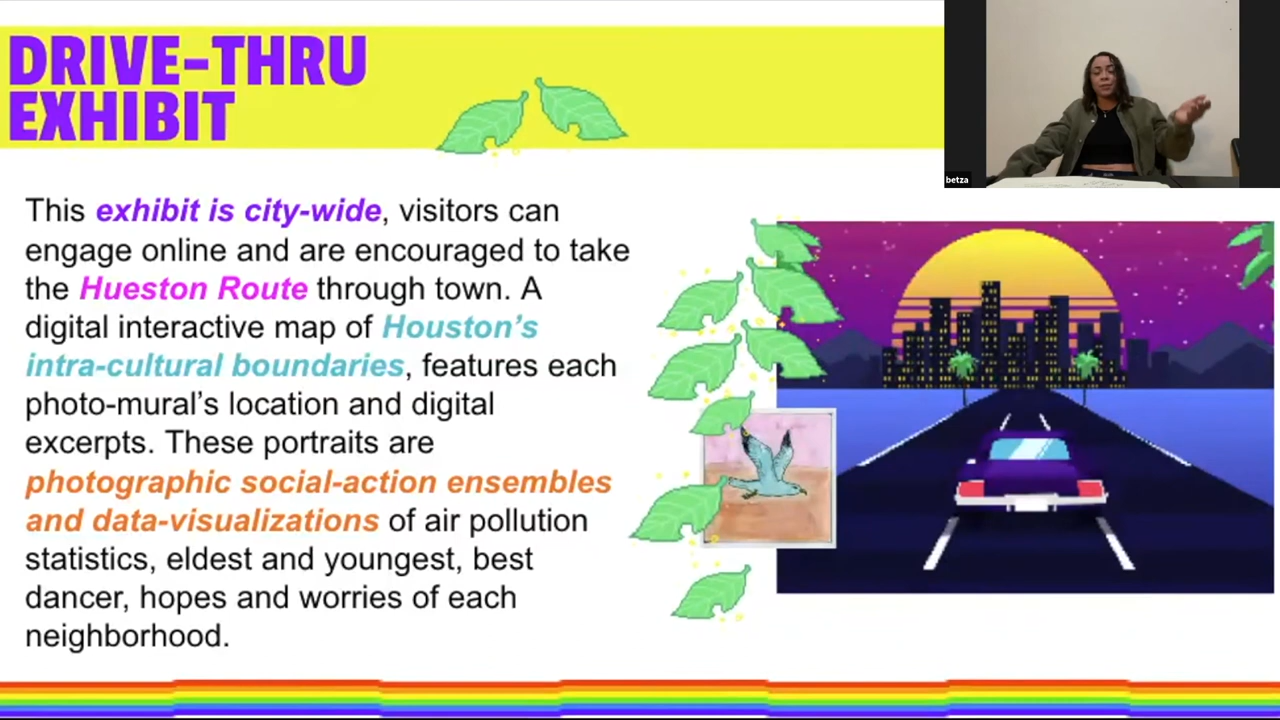 DRIVE-THRU
EXHIBIT
betza
This exhibit is city-wide, visitors can
engage online and are encouraged to take
the Hueston Route through town. A
digital interactive map of Houston's
intra-cultural boundaries, features each
photo-mural's location and digital
excerpts. These portraits are
photographic social-action ensembles
and data-visualizations of air pollution
statistics, eldest and youngest, best
dancer, hopes and worries of each
neighborhood.